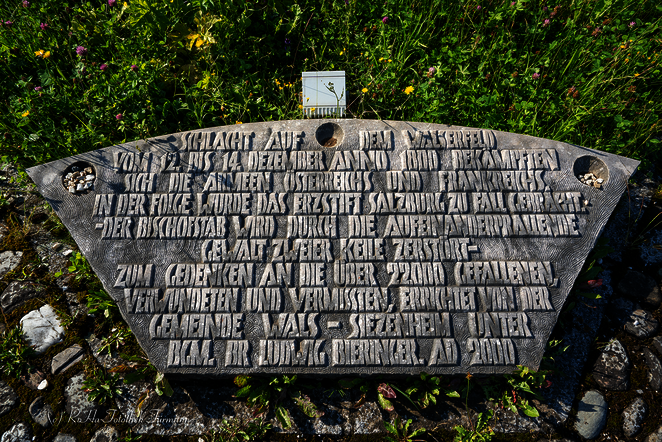 SCHLACHT AUF DEM WALSERFELD
VOM 12. BIS 14. DEZEMBER ANNO 1800 BEKÄMPFTEN
SICH DIE ARMEEN ÖSTERREICHS UND FRANKREICHS.
IN DER FOLGE WURDE DAS ERZSTIFT SALZBURG ZU FALL GEBRACHT
-DER BISCHOFSTAB WIRD DURCH DIE AUFEINANDERPRALLENDE
GEWALT ZWEIER KEILE ZERSTÖRT-
ZUM GEDENKEN AN DIE ÜBER 22000 GEFALLENEN,
VERWUNDETEN UND VERMISSTEN, ERRICHTET VON DER
GEMEINDE WALS - SIEZENHEIM UNTER
BGM. LUDWIG BIERINGER, AD 2000